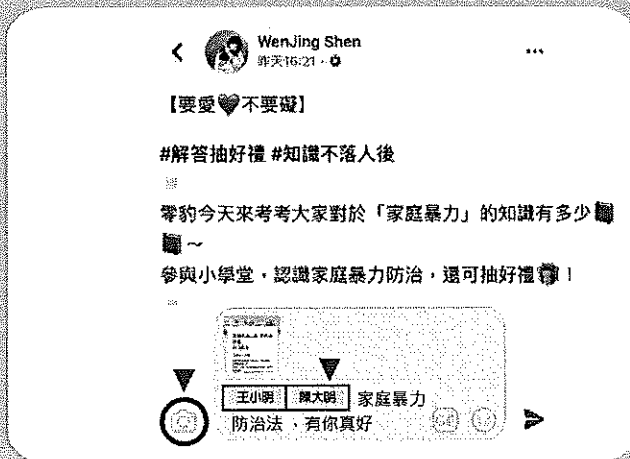 WenJing Shen
昨天16:21
【要愛不要礙】
#解答抽好禮 #知識不落人後
零豹今天來考考大家對於「家庭暴力」的知識有多少
～
參與小學堂，認識家庭暴力防治，還可抽好禮！
王小明 陳大明 家庭暴力
防治法、有你真好